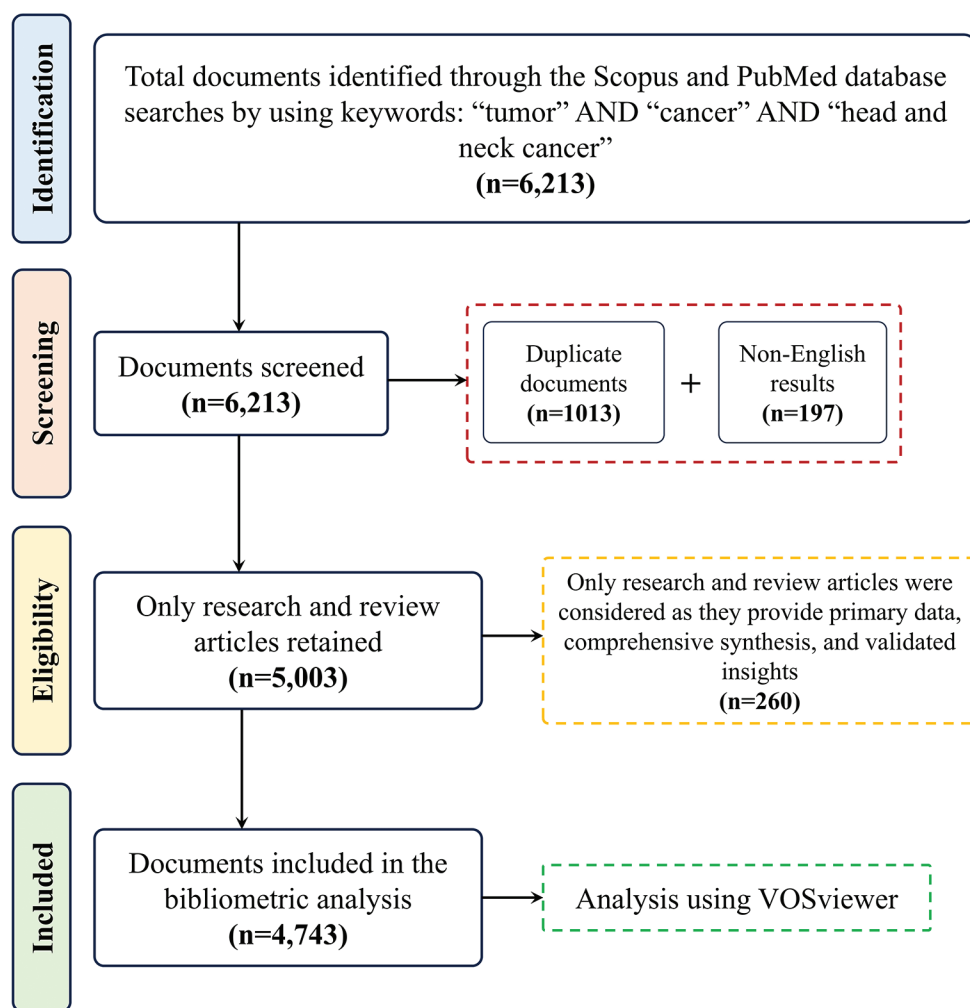 Identification
Total documents identified through the Scopus and PubMed database
searches by using keywords: “tumor” AND “cancer” AND “head and
neck cancer”
(n=6,213)
Screening
Documents screened
(n=6,213)
Duplicate
documents
(n=1013)
+
Non-English
results
(n=197)
Eligibility
Only research and review
articles retained
(n=5,003)
Only research and review articles were
considered as they provide primary data,
comprehensive synthesis, and validated
insights
(n=260)
Included
Documents included in the
bibliometric analysis
(n=4,743)
Analysis using VOSviewer